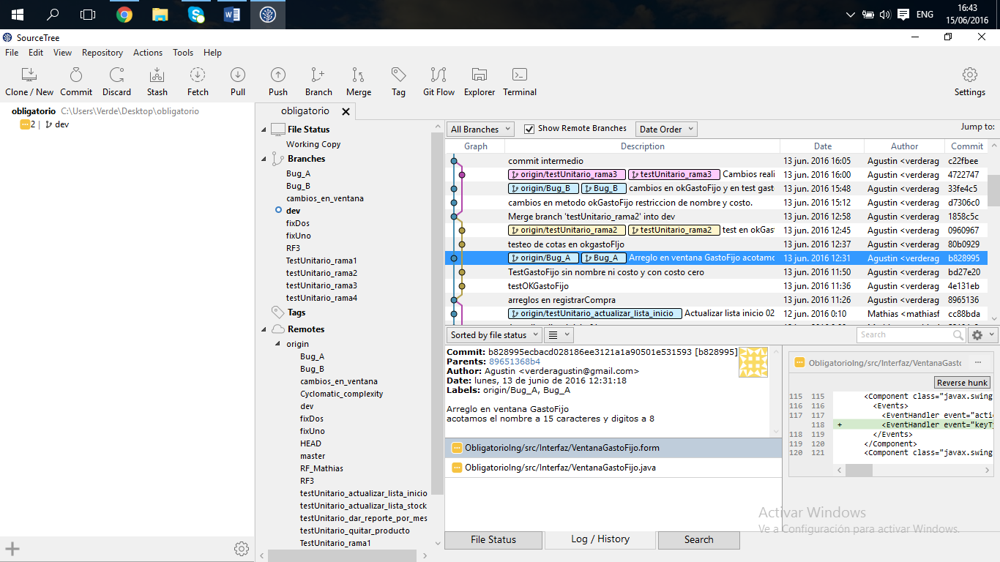 ENG
16:43
15/06/2016
SourceTree
File Edit View Repository Actions Tools Help
Clone / New Commit Discard Stash Fetch Pull Push Branch Merge Tag Git Flow Explorer Terminal Settings
obligatorio C:\Users\Verde\Desktop\obligatorio
2 | dev
obligatorio
File Status
Working Copy
Branches
Bug_A
Bug_B
cambios_en_ventana
dev
fixDos
fixUno
RF3
TestUnitario_rama1
testUnitario_rama2
testUnitario_rama3
testUnitario_rama4
Tags
Remotes
origin
Bug_A
Bug_B
cambios_en_ventana
Cyclomatic_complexity
dev
fixDos
fixUno
HEAD
master
RF_Mathias
RF3
testUnitario_actualizar_lista_inicio
testUnitario_actualizar_lista_stock
testUnitario_dar_reporte_por_mes
testUnitario_quitar_producto
TestUnitario_rama1
All Branches Show Remote Branches Date Order Jump to:
Graph Description Date Author Commit
commit intermedio 13 jun. 2016 16:05 Agustin <verderag c22fbee
origin/testUnitario_rama3 testUnitario_rama3 Cambios reali 13 jun. 2016 16:00 Agustin <verderag 4722747
origin/Bug_B Bug_B cambios en okGastoFijo y en test gast 13 jun. 2016 15:48 Agustin <verderag 33fe4c5
cambios en metodo okGastoFijo restriccion de nombre y costo. 13 jun. 2016 15:12 Agustin <verderag d7306c0
Merge branch 'testUnitario_rama2' into dev 13 jun. 2016 12:58 Agustin <verderag 1858c5c
origin/testUnitario_rama2 testUnitario_rama2 test en okGas 13 jun. 2016 12:45 Agustin <verderag 0960967
testeo de cotas en okgastoFIjo 13 jun. 2016 12:37 Agustin <verderag 80b0929
origin/Bug_A Bug_A Arreglo en ventana GastoFijo acotamo 13 jun. 2016 12:31 Agustin <verderag b828995
TestGastoFijo sin nombre ni costo y con costo cero 13 jun. 2016 11:50 Agustin <verderag bd27e20
testOKGastoFijo 13 jun. 2016 11:36 Agustin <verderag 4e131eb
arreglos en registrarCompra 13 jun. 2016 11:26 Agustin <verderag 8965136
origin/testUnitario_actualizar_lista_inicio Actualizar lista inicio 02 12 jun. 2016 0:10 Mathias <mathiasf cc88bda
Sorted by file status Search
Commit: b828995ecbacd028186ee3121a1a90501e531593 [b828995]
Parents: 89651368b4
Author: Agustin <verderagustin@gmail.com>
Date: lunes, 13 de junio de 2016 12:31:18
Labels: origin/Bug_A, Bug_A
Arreglo en ventana GastoFijo
acotamos el nombre a 15 caracteres y digitos a 8
ObligatorioIng/src/Interfaz/VentanaGastoFijo.form
ObligatorioIng/src/Interfaz/VentanaGastoFijo.java
ObligatorioIng/src/Interfaz/VentanaGasto
Reverse hunk
115 115 <Component class="javax.swing
116 116 <Events>
117 117 <EventHandler event="actio
118 + <EventHandler event="keyTy
118 119 </Events>
119 120 </Component>
120 121 <Component class="javax.swing
Activar Windows
Ve a Configuración para activar Windows.
File Status Log / History Search